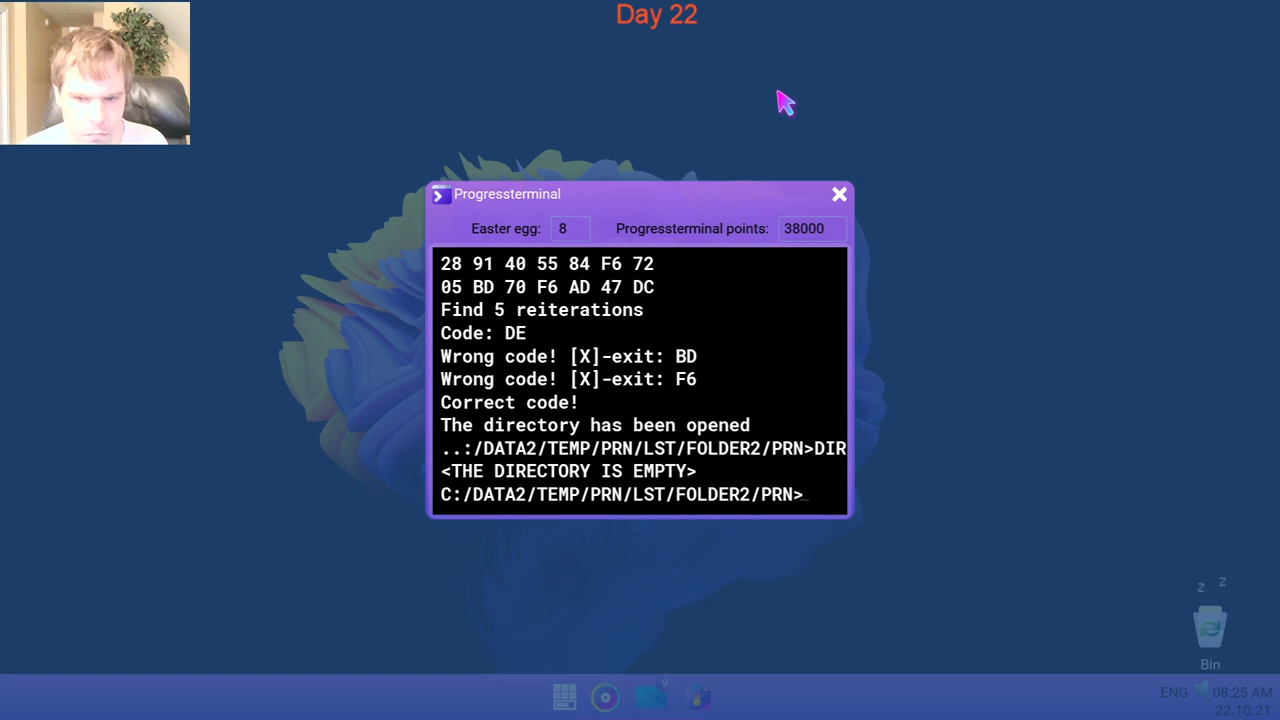 Day 22
Progressterminal
Easter egg: 8 Progressterminal points: 38000
28 91 40 55 84 F6 72
05 BD 70 F6 AD 47 DC
Find 5 reiterations
Code: DE
Wrong code! [X]-exit: BD
Wrong code! [X]-exit: F6
Correct code!
The directory has been opened
..:/DATA2/TEMP/PRN/LST/FOLDER2/PRN>DIR
<THE DIRECTORY IS EMPTY>
C:/DATA2/TEMP/PRN/LST/FOLDER2/PRN>_
z z
Bin
9
ENG 08:25 AM
22.10.21